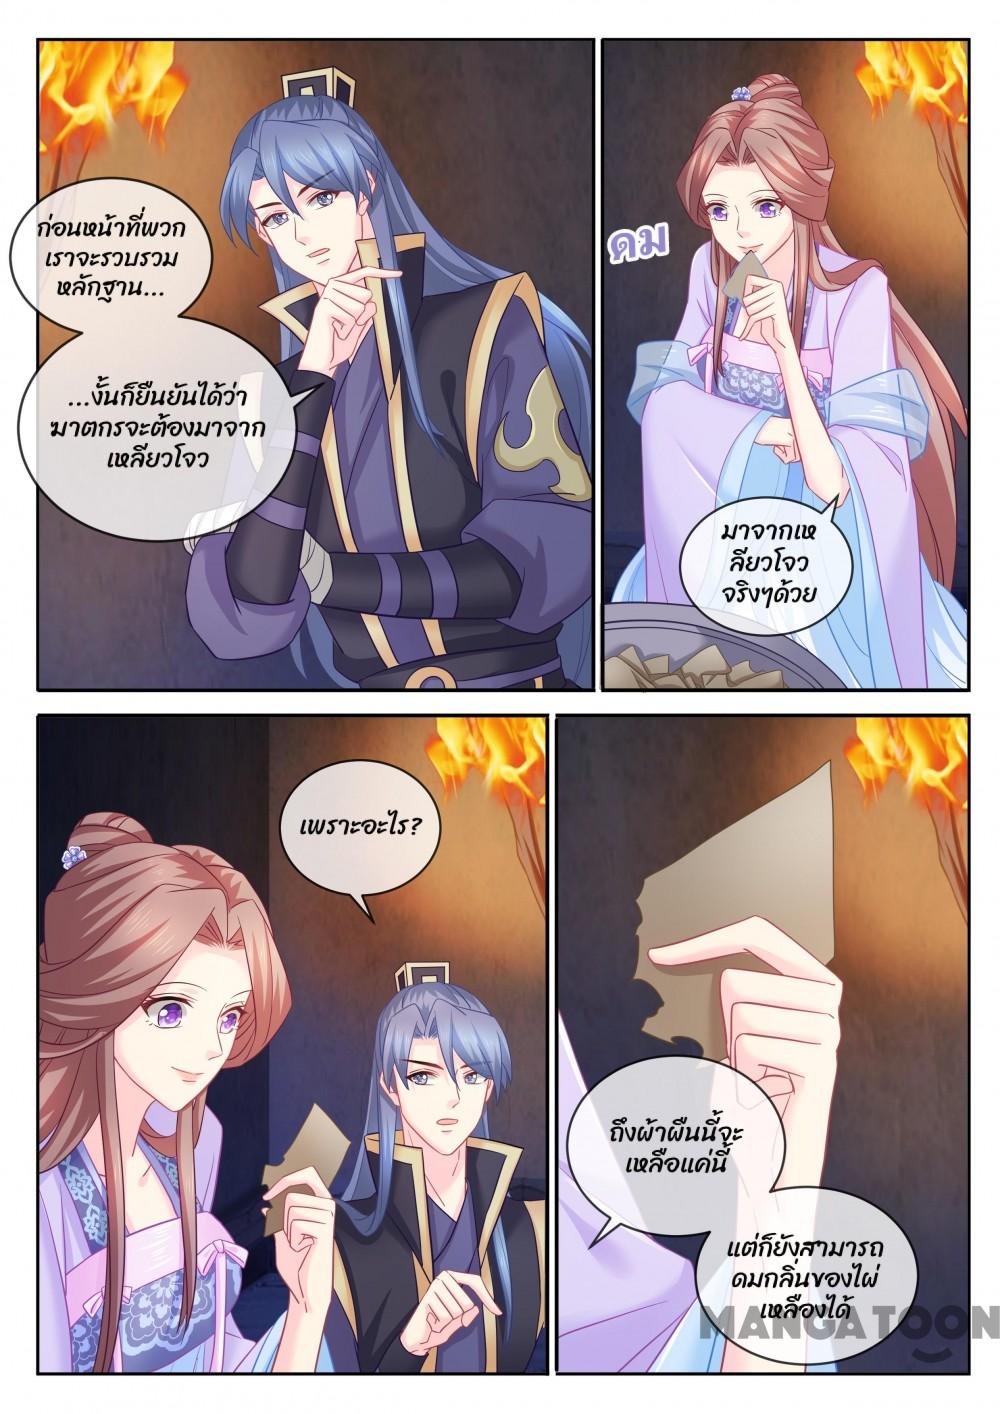 ก่อนหน้าที่พวก
เราจะรวบรวม
หลักฐาน...
...งั้นก็ยืนยันได้ว่า
ฆาตกรจะต้องมาจาก
เหลียวโจว
ดม
มาจากเห
ลียวโจว
จริงๆด้วย
เพราะอะไร?
ถึงผ้าผืนนี้จะ
เหลือแค่นี้
แต่ก็ยังสามารถ
ดมกลิ่นของไผ่
เหลืองได้
MANGATOON